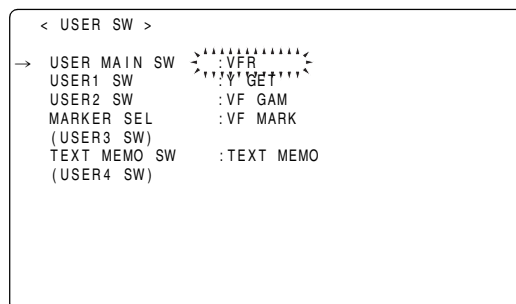 < USER SW >
→ USER MAIN SW :VFR
USER1 SW :Y GET
USER2 SW :VF GAM
MARKER SEL :VF MARK
(USER3 SW)
TEXT MEMO SW :TEXT MEMO
(USER4 SW)